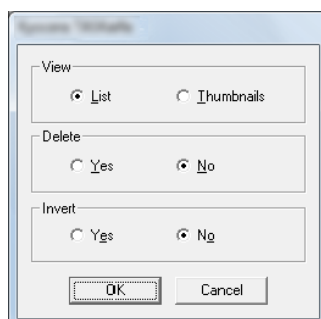 View
List Thumbnails
Delete
Yes No
Invert
Yes No
OK Cancel